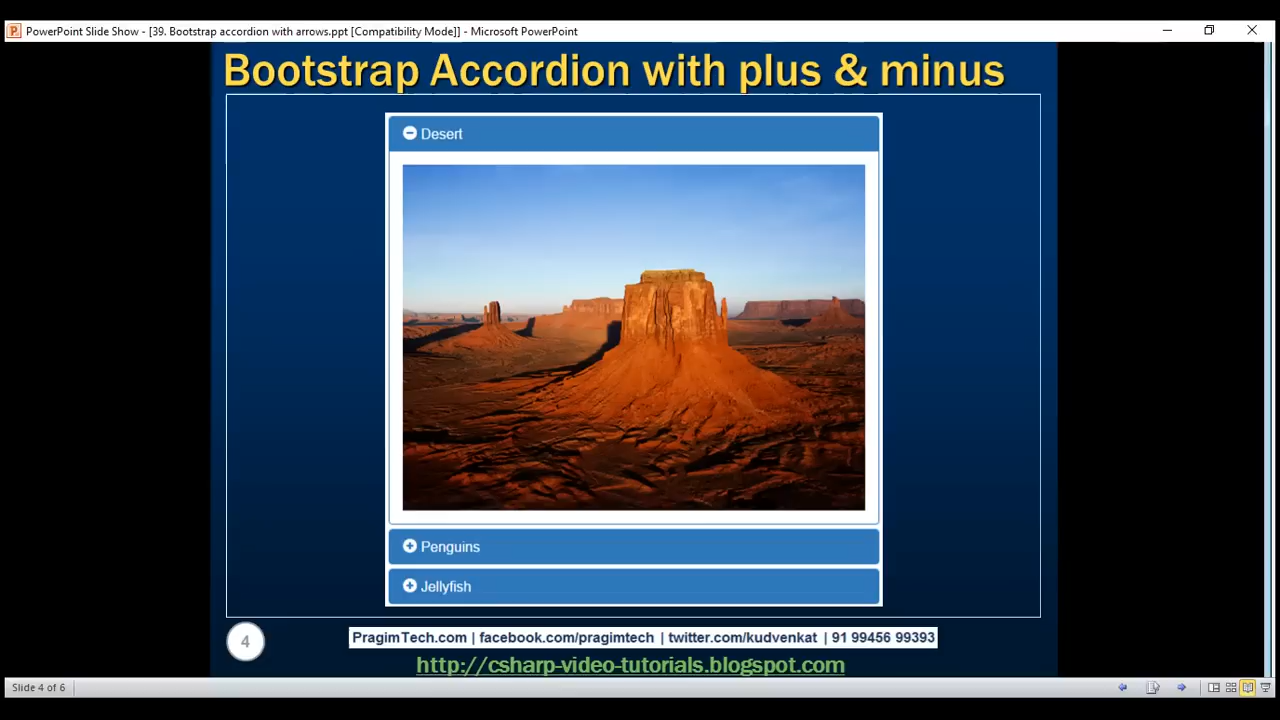 PowerPoint Slide Show - [39. Bootstrap accordion with arrows.ppt [Compatibility Mode]] - Microsoft PowerPoint
Bootstrap Accordion with plus & minus
Desert
Penguins
Jellyfish
4
PragimTech.com | facebook.com/pragimtech | twitter.com/kudvenkat | 91 99456 99393
http://csharp-video-tutorials.blogspot.com
Slide 4 of 6